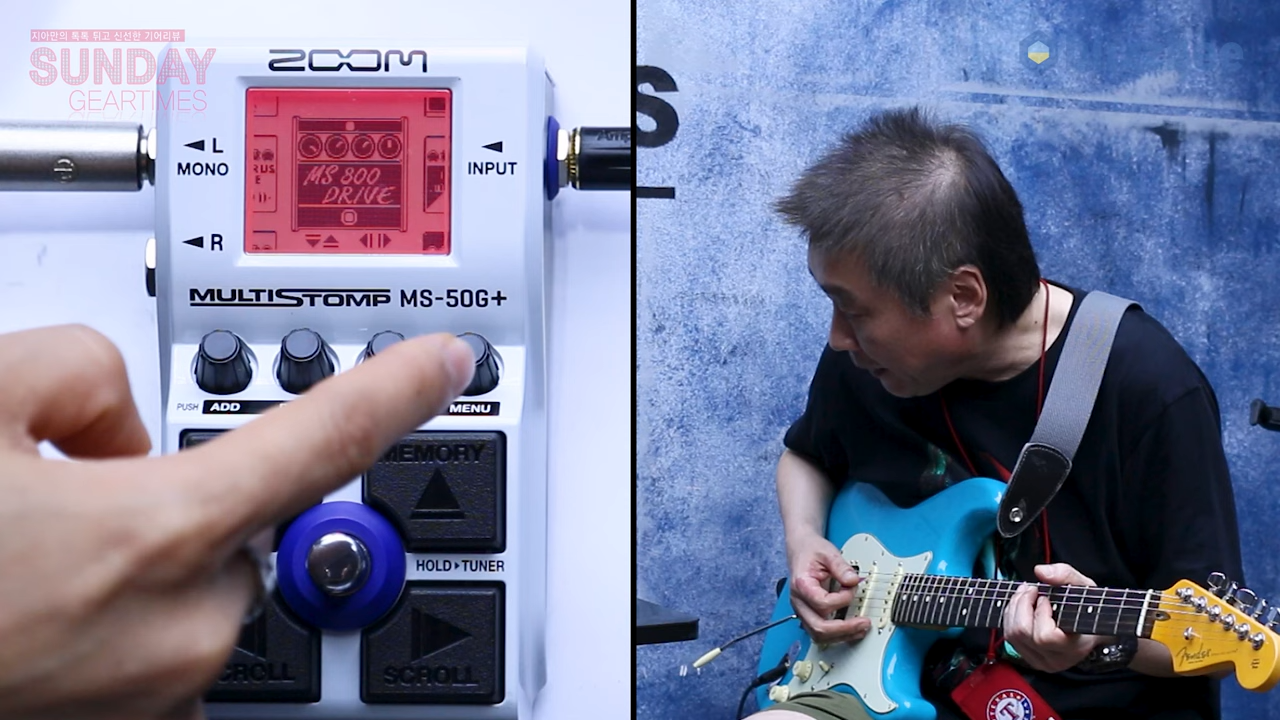 지아만의 톡톡 튀고 신선한 기어리뷰
SUNDAY
GEARTIMES
ZOOM
L
MONO
INPUT
R
MS 800
DRIVE
MULTISTOMP MS-50G+
PUSH ADD
MENU
MEMORY
HOLD▸TUNER
SCROLL
SCROLL
S
Fender
T